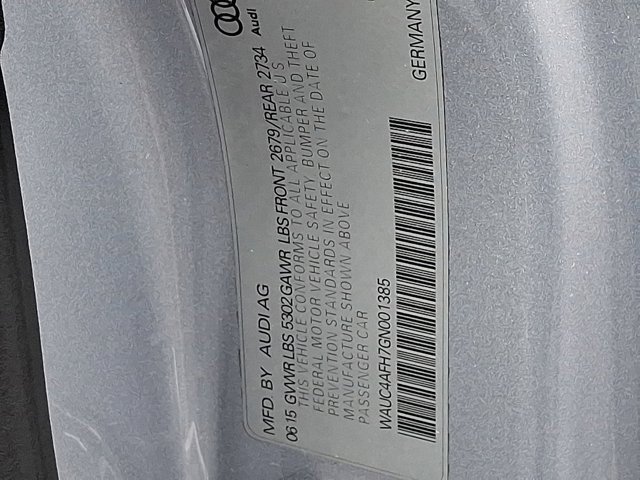 Audi
MFD. BY AUDI AG
0615 GVWR LBS 5302 GAWR LBS FRONT 2679/REAR 2734
THIS VEHICLE CONFORMS TO ALL APPLICABLE U S
FEDERAL MOTOR VEHICLE SAFETY, BUMPER AND THEFT
PREVENTION STANDARDS IN EFFECT ON THE DATE OF
MANUFACTURE SHOWN ABOVE
PASSENGER CAR
WAUC4AFH7GN001385
GERMANY